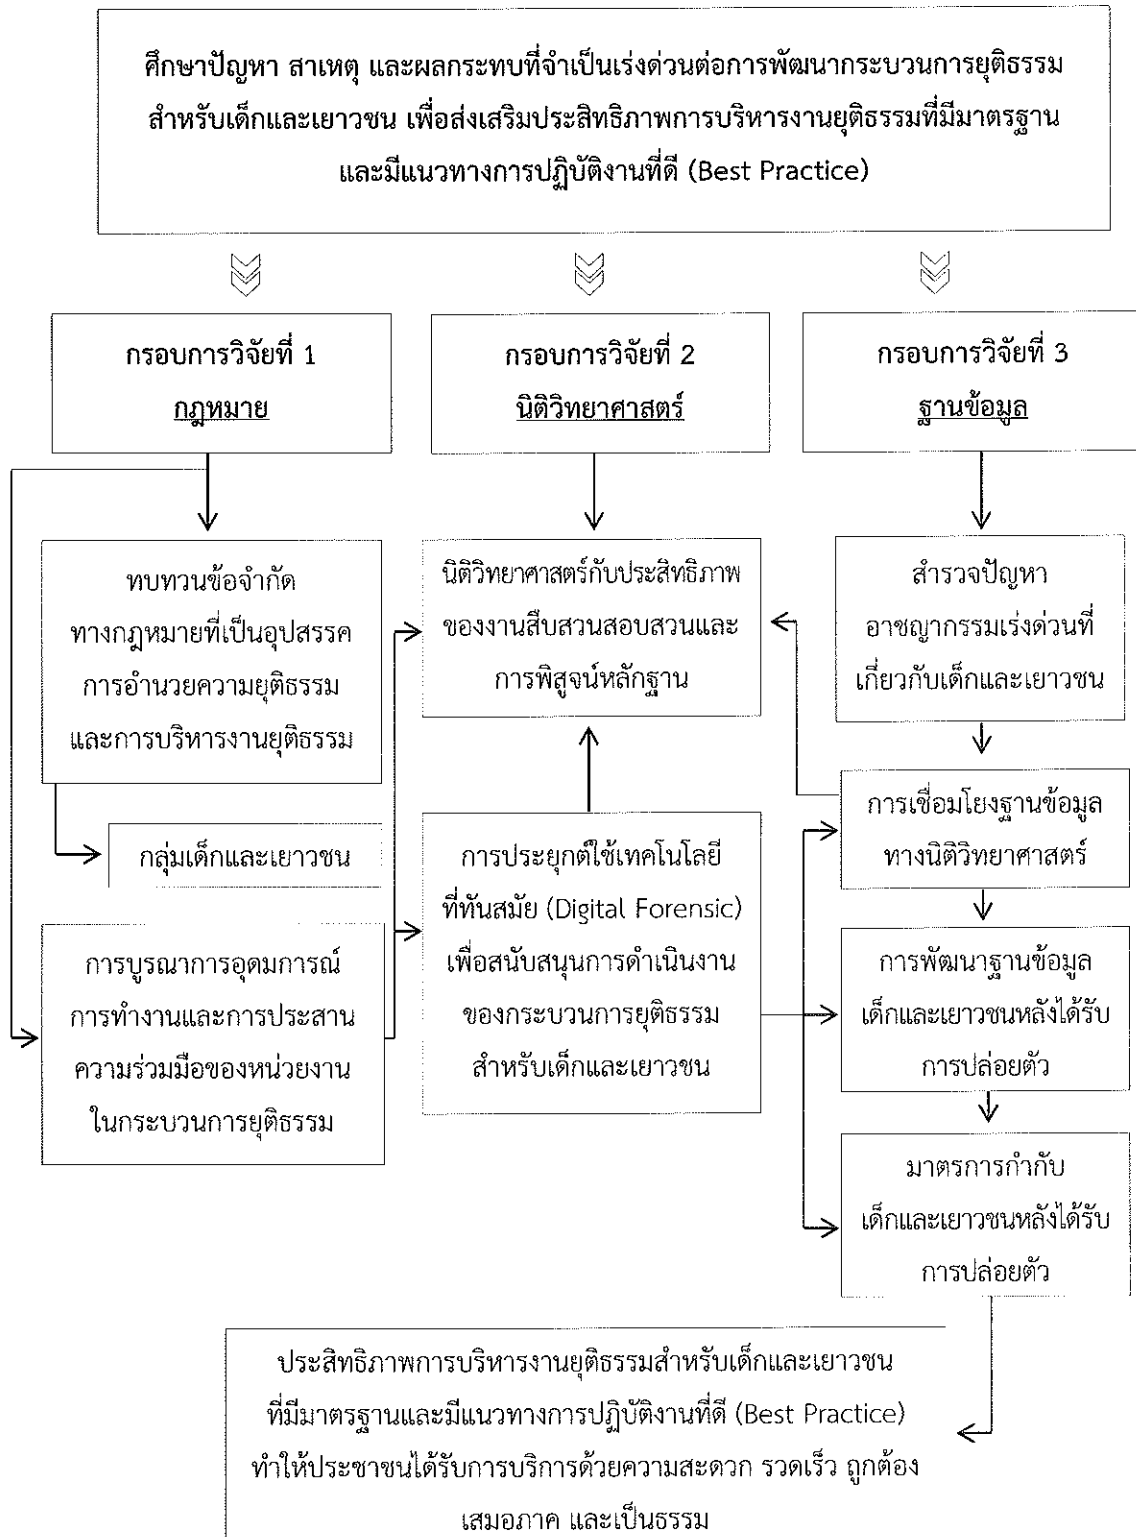 ศึกษาปัญหา สาเหตุ และผลกระทบที่จำเป็นเร่งด่วนต่อการพัฒนากระบวนการยุติธรรม
สำหรับเด็กและเยาวชน เพื่อส่งเสริมประสิทธิภาพการบริหารงานยุติธรรมที่มีมาตรฐาน
และมีแนวทางการปฏิบัติงานที่ดี (Best Practice)
กรอบการวิจัยที่ 1
กฎหมาย
กรอบการวิจัยที่ 2
นิติวิทยาศาสตร์
กรอบการวิจัยที่ 3
ฐานข้อมูล
ทบทวนข้อจำกัด
ทางกฎหมายที่เป็นอุปสรรค
การอำนวยความยุติธรรม
และการบริหารงานยุติธรรม
กลุ่มเด็กและเยาวชน
การบูรณาการอุดมการณ์
การทำงานและการประสาน
ความร่วมมือของหน่วยงาน
ในกระบวนการยุติธรรม
นิติวิทยาศาสตร์กับประสิทธิภาพ
ของงานสืบสวนสอบสวนและ
การพิสูจน์หลักฐาน
การประยุกต์ใช้เทคโนโลยี
ที่ทันสมัย (Digital Forensic)
เพื่อสนับสนุนการดำเนินงาน
ของกระบวนการยุติธรรม
สำหรับเด็กและเยาวชน
สำรวจปัญหา
อาชญากรรมเร่งด่วนที่
เกี่ยวกับเด็กและเยาวชน
การเชื่อมโยงฐานข้อมูล
ทางนิติวิทยาศาสตร์
การพัฒนาฐานข้อมูล
เด็กและเยาวชนหลังได้รับ
การปล่อยตัว
มาตรการกำกับ
เด็กและเยาวชนหลังได้รับ
การปล่อยตัว
ประสิทธิภาพการบริหารงานยุติธรรมสำหรับเด็กและเยาวชน
ที่มีมาตรฐานและมีแนวทางการปฏิบัติงานที่ดี (Best Practice)
ทำให้ประชาชนได้รับการบริการด้วยความสะดวก รวดเร็ว ถูกต้อง
เสมอภาค และเป็นธรรม